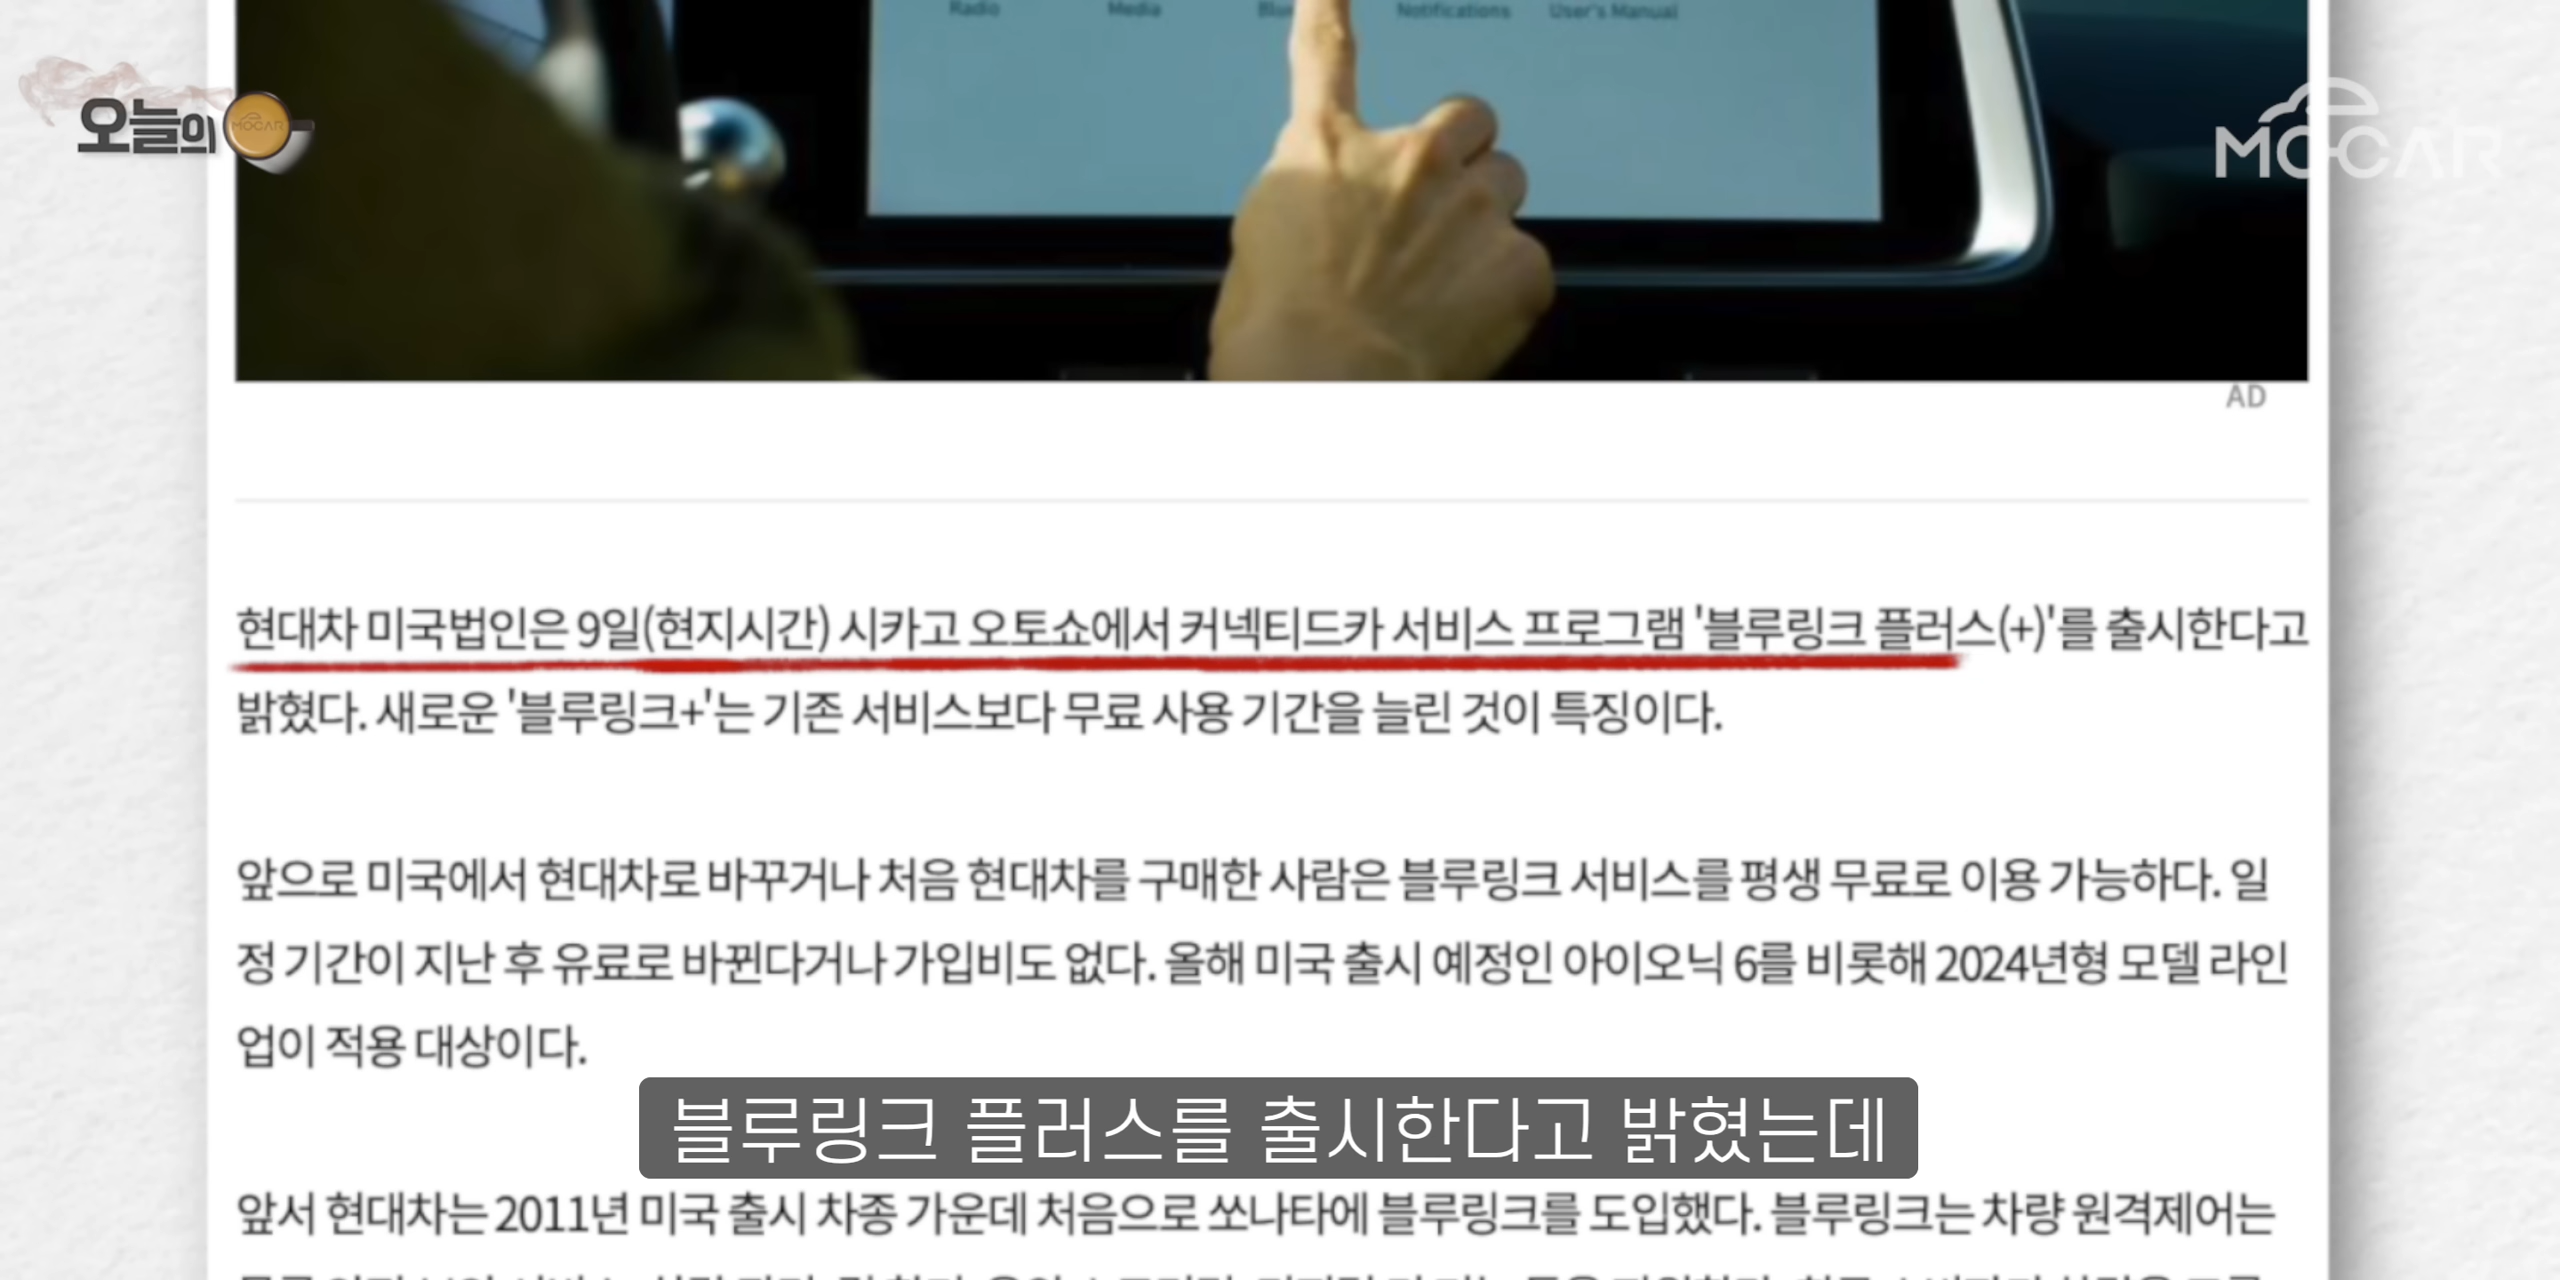 Radio Media Notifications User's Manual
오늘의 MOCAR
MOCAR
AD
현대차 미국법인은 9일(현지시간) 시카고 오토쇼에서 커넥티드카 서비스 프로그램 '블루링크 플러스(+)'를 출시한다고
밝혔다. 새로운 '블루링크+'는 기존 서비스보다 무료 사용 기간을 늘린 것이 특징이다.
앞으로 미국에서 현대차로 바꾸거나 처음 현대차를 구매한 사람은 블루링크 서비스를 평생 무료로 이용 가능하다. 일
정 기간이 지난 후 유료로 바뀐다거나 가입비도 없다. 올해 미국 출시 예정인 아이오닉 6를 비롯해 2024년형 모델 라인
업이 적용 대상이다.
블루링크 플러스를 출시한다고 밝혔는데
앞서 현대차는 2011년 미국 출시 차종 가운데 처음으로 쏘나타에 블루링크를 도입했다. 블루링크는 차량 원격제어는